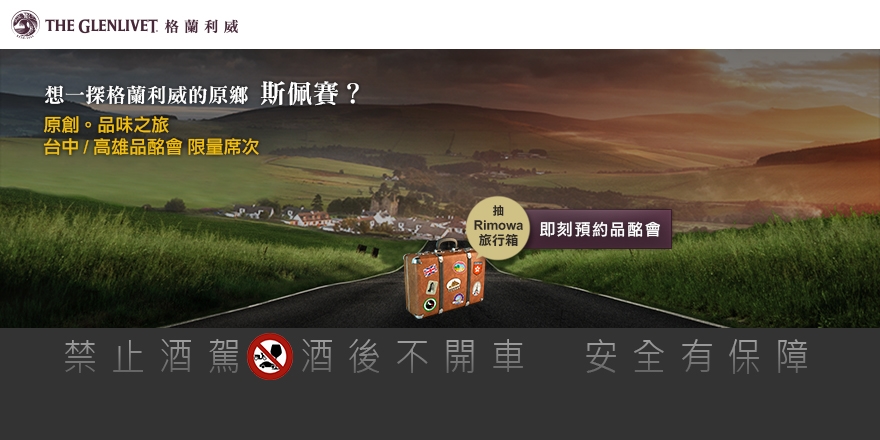 THE GLENLIVET. 格蘭利威
想一探格蘭利威的原鄉 斯佩賽？
原創。品味之旅
台中 / 高雄品酩會 限量席次
抽
Rimowa
旅行箱
即刻預約品酩會
禁止酒駕 酒後不開車 安全有保障